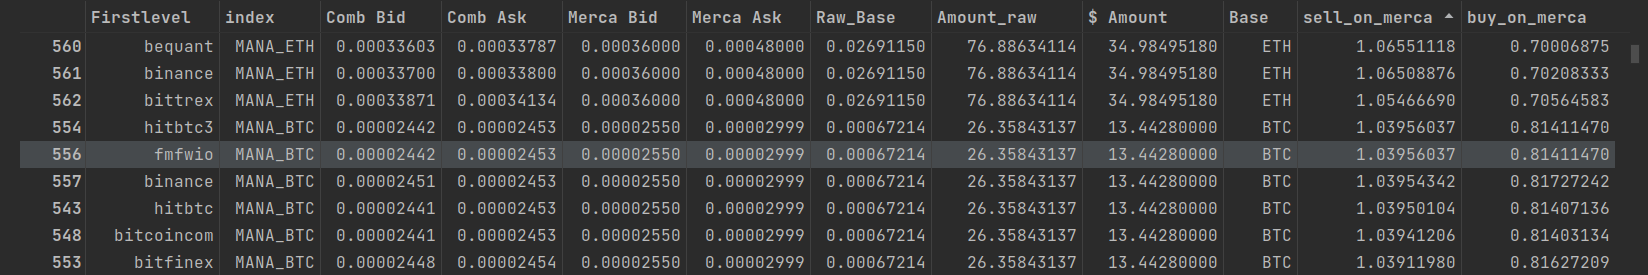 Firstlevel index Comb Bid Comb Ask Merca Bid Merca Ask Raw_Base Amount_raw $ Amount Base sell_on_merca buy_on_merca
560 bequant MANA_ETH 0.00033603 0.00033787 0.00036000 0.00048000 0.02691150 76.88634114 34.98495180 ETH 1.06551118 0.70006875
561 binance MANA_ETH 0.00033700 0.00033800 0.00036000 0.00048000 0.02691150 76.88634114 34.98495180 ETH 1.06508876 0.70208333
562 bittrex MANA_ETH 0.00033871 0.00034134 0.00036000 0.00048000 0.02691150 76.88634114 34.98495180 ETH 1.05466690 0.70564583
554 hitbtc3 MANA_BTC 0.00002442 0.00002453 0.00002550 0.00002999 0.00067214 26.35843137 13.44280000 BTC 1.03956037 0.81411470
556 fmfwio MANA_BTC 0.00002442 0.00002453 0.00002550 0.00002999 0.00067214 26.35843137 13.44280000 BTC 1.03956037 0.81411470
557 binance MANA_BTC 0.00002451 0.00002453 0.00002550 0.00002999 0.00067214 26.35843137 13.44280000 BTC 1.03954342 0.81727242
543 hitbtc MANA_BTC 0.00002441 0.00002453 0.00002550 0.00002999 0.00067214 26.35843137 13.44280000 BTC 1.03950104 0.81407136
548 bitcoincom MANA_BTC 0.00002441 0.00002453 0.00002550 0.00002999 0.00067214 26.35843137 13.44280000 BTC 1.03941206 0.81403134
553 bitfinex MANA_BTC 0.00002448 0.00002454 0.00002550 0.00002999 0.00067214 26.35843137 13.44280000 BTC 1.03911980 0.81627209